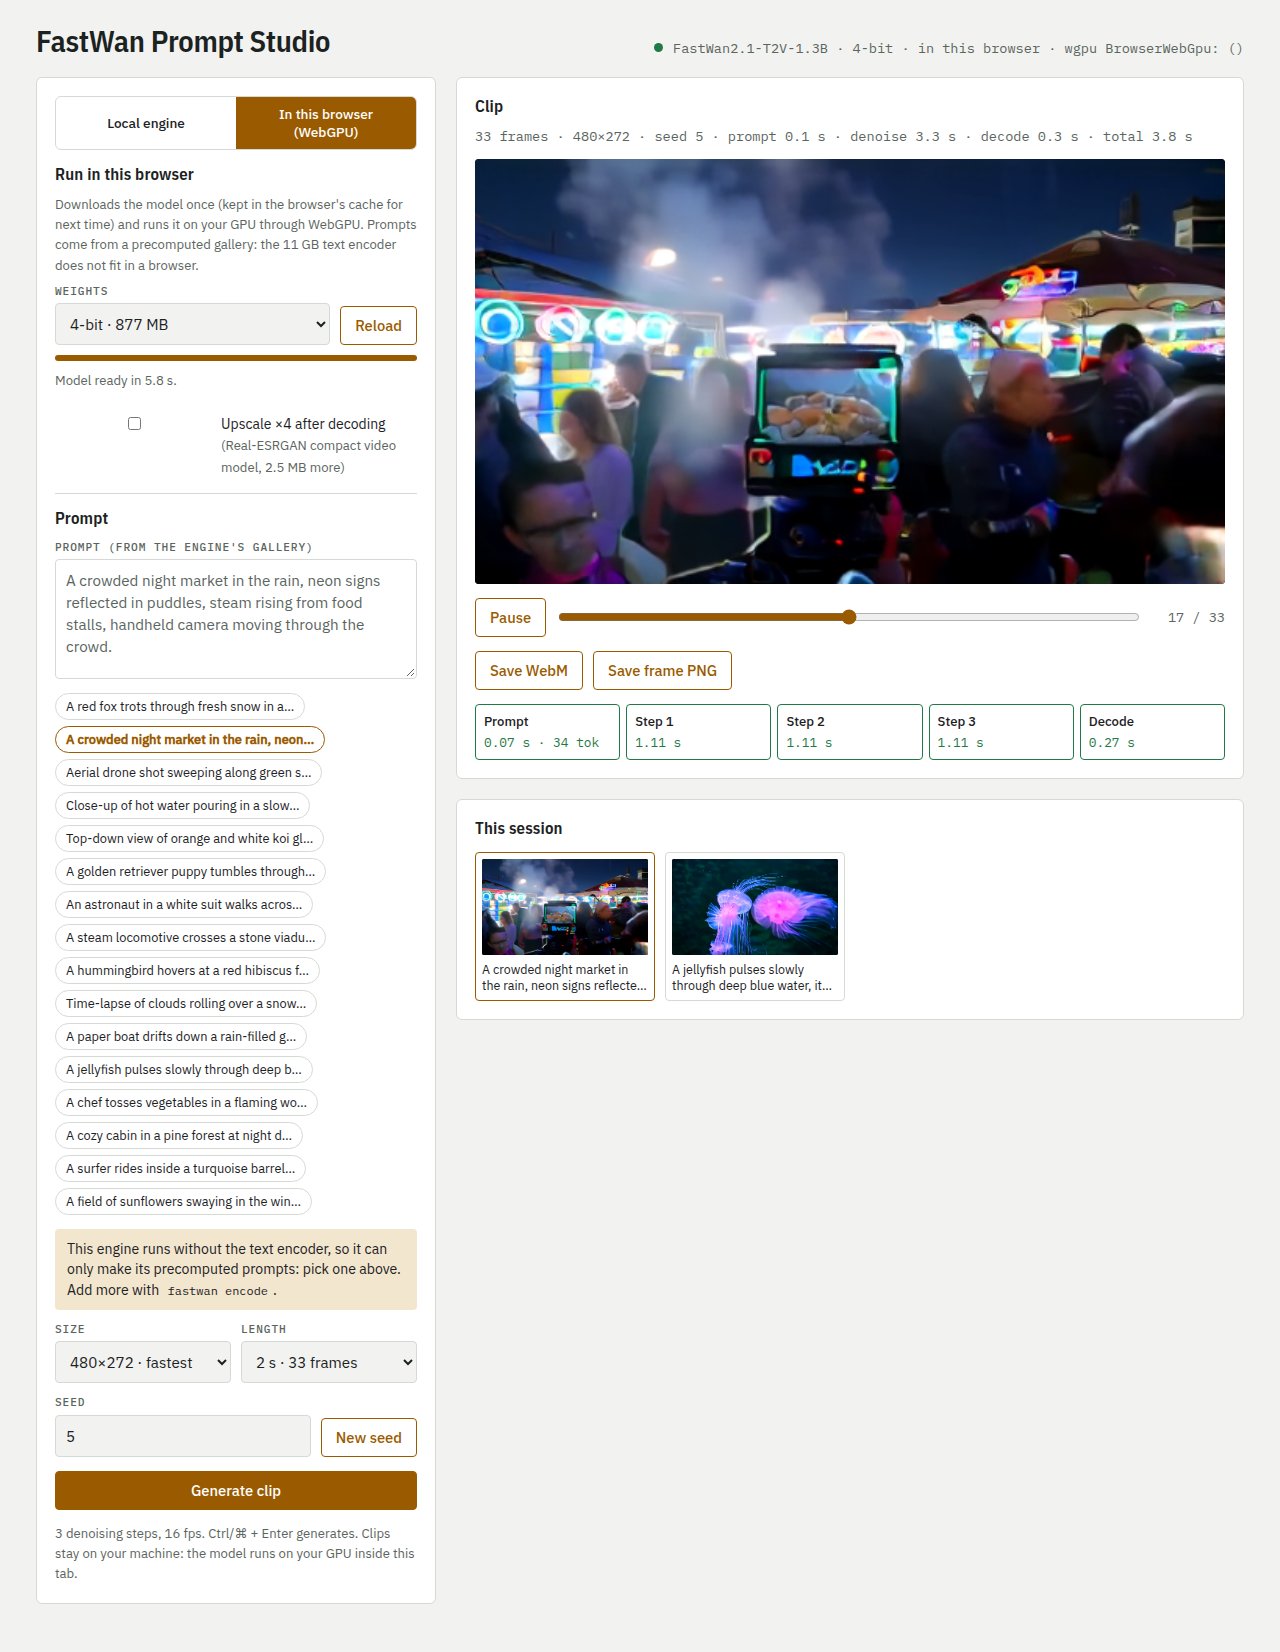 FastWan Prompt Studio
FastWan2.1-T2V-1.3B · 4-bit · in this browser · wgpu BrowserWebGpu: ()
Local engine
In this browser
(WebGPU)
Run in this browser
Downloads the model once (kept in the browser's cache for
next time) and runs it on your GPU through WebGPU. Prompts
come from a precomputed gallery: the 11 GB text encoder
does not fit in a browser.
WEIGHTS
4-bit · 877 MB
Reload
Model ready in 5.8 s.
Upscale ×4 after decoding
(Real-ESRGAN compact video
model, 2.5 MB more)
Prompt
PROMPT (FROM THE ENGINE'S GALLERY)
A crowded night market in the rain, neon signs
reflected in puddles, steam rising from food
stalls, handheld camera moving through the
crowd.
A red fox trots through fresh snow in a...
A crowded night market in the rain, neon...
Aerial drone shot sweeping along green s...
Close-up of hot water pouring in a slow...
Top-down view of orange and white koi gl...
A golden retriever puppy tumbles through...
An astronaut in a white suit walks acros...
A steam locomotive crosses a stone viadu...
A hummingbird hovers at a red hibiscus f...
Time-lapse of clouds rolling over a snow...
A paper boat drifts down a rain-filled g...
A jellyfish pulses slowly through deep b...
A chef tosses vegetables in a flaming wo...
A cozy cabin in a pine forest at night d...
A surfer rides inside a turquoise barrel...
A field of sunflowers swaying in the win...
This engine runs without the text encoder, so it can
only make its precomputed prompts: pick one above.
Add more with fastwan encode.
SIZE
LENGTH
480×272 · fastest
2 s · 33 frames
SEED
5
New seed
Generate clip
3 denoising steps, 16 fps. Ctrl/⌘ + Enter generates. Clips
stay on your machine: the model runs on your GPU inside this
tab.
Clip
33 frames · 480×272 · seed 5 · prompt 0.1 s · denoise 3.3 s · decode 0.3 s · total 3.8 s
Pause
17 / 33
Save WebM
Save frame PNG
Prompt
0.07 s · 34 tok
Step 1
1.11 s
Step 2
1.11 s
Step 3
1.11 s
Decode
0.27 s
This session
A crowded night market in
the rain, neon signs reflecte...
A jellyfish pulses slowly
through deep blue water, it...